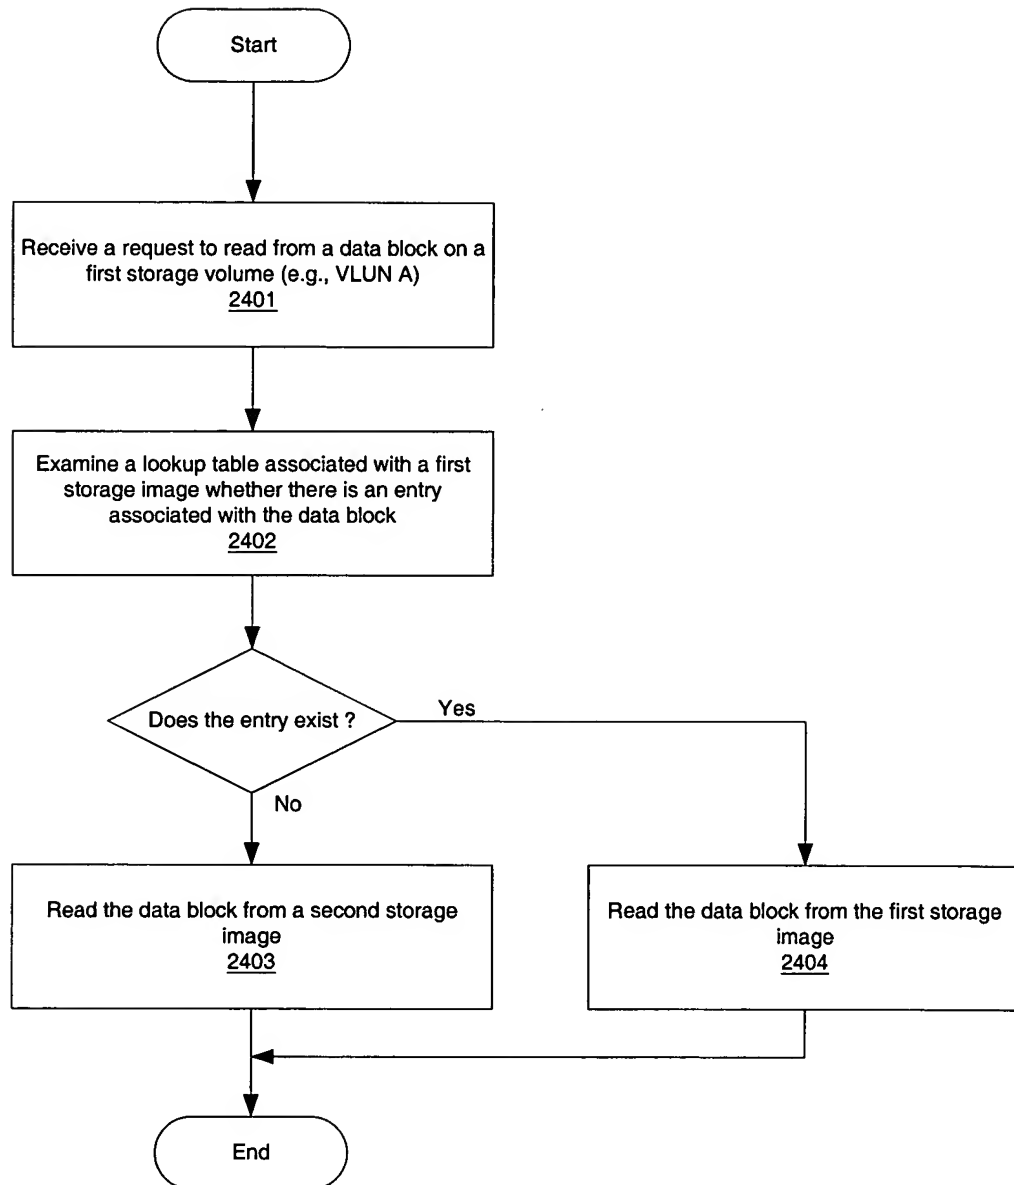 Start
Receive a request to read from a data block on a
first storage volume (e.g., VLUN A)
2401
Examine a lookup table associated with a first
storage image whether there is an entry
associated with the data block
2402
Does the entry exist ?
Yes
No
Read the data block from a second storage
image
2403
Read the data block from the first storage
image
2404
End